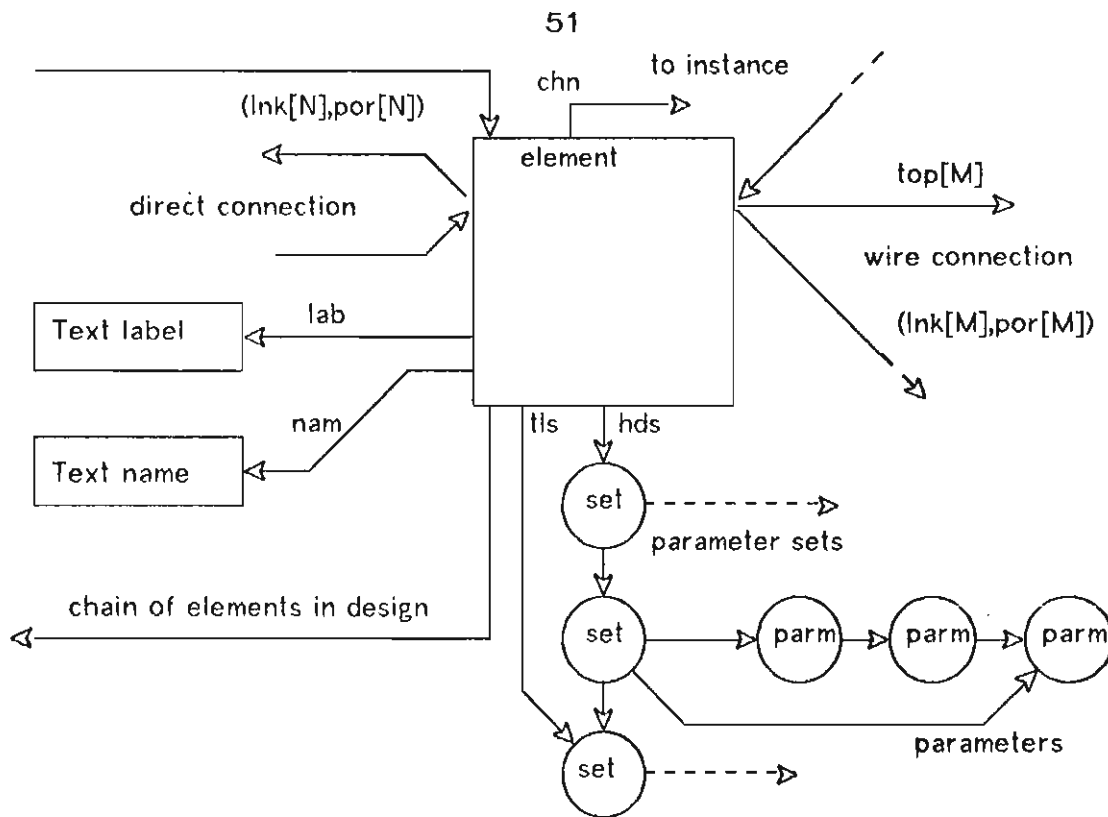 51
to instance
chn
(lnk[N],por[N])
element
top[M]
direct connection
wire connection
lab
Text label
(lnk[M],por[M])
nam
tls
hds
Text name
set
parameter sets
chain of elements in design
set
parm
parm
parm
parameters
set